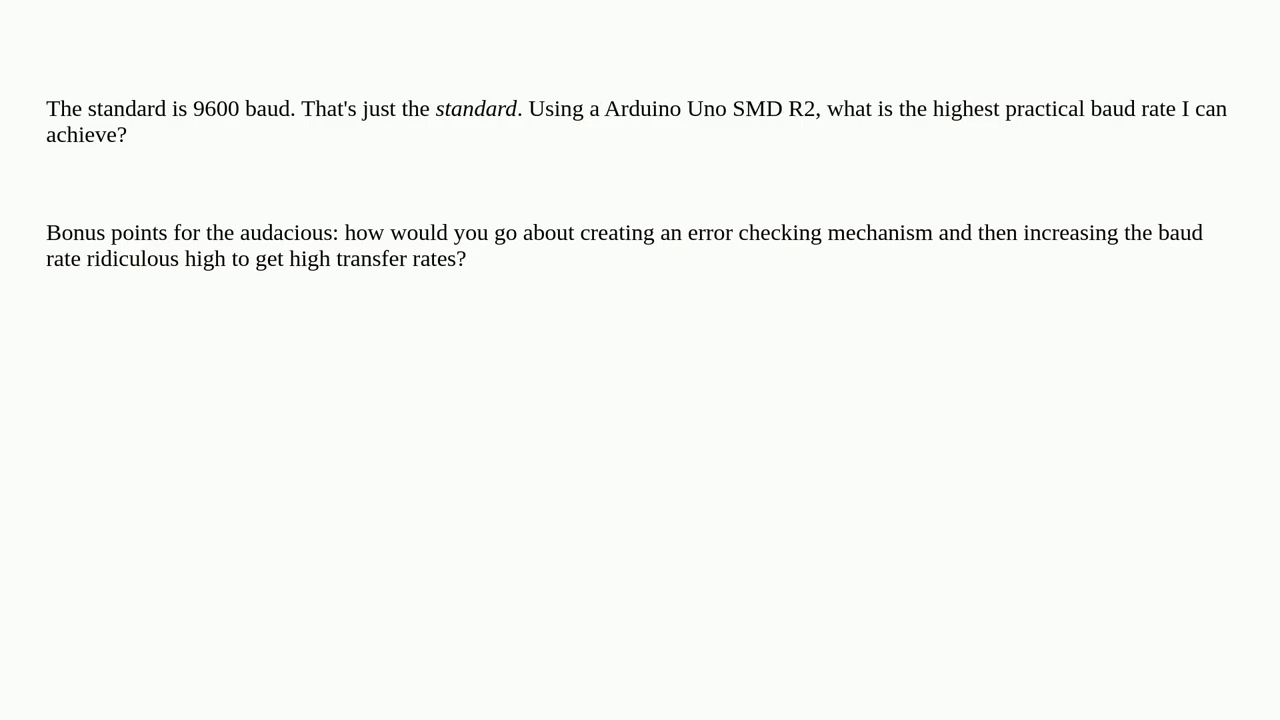 The standard is 9600 baud. That's just the standard. Using a Arduino Uno SMD R2, what is the highest practical baud rate I can
achieve?
Bonus points for the audacious: how would you go about creating an error checking mechanism and then increasing the baud
rate ridiculous high to get high transfer rates?